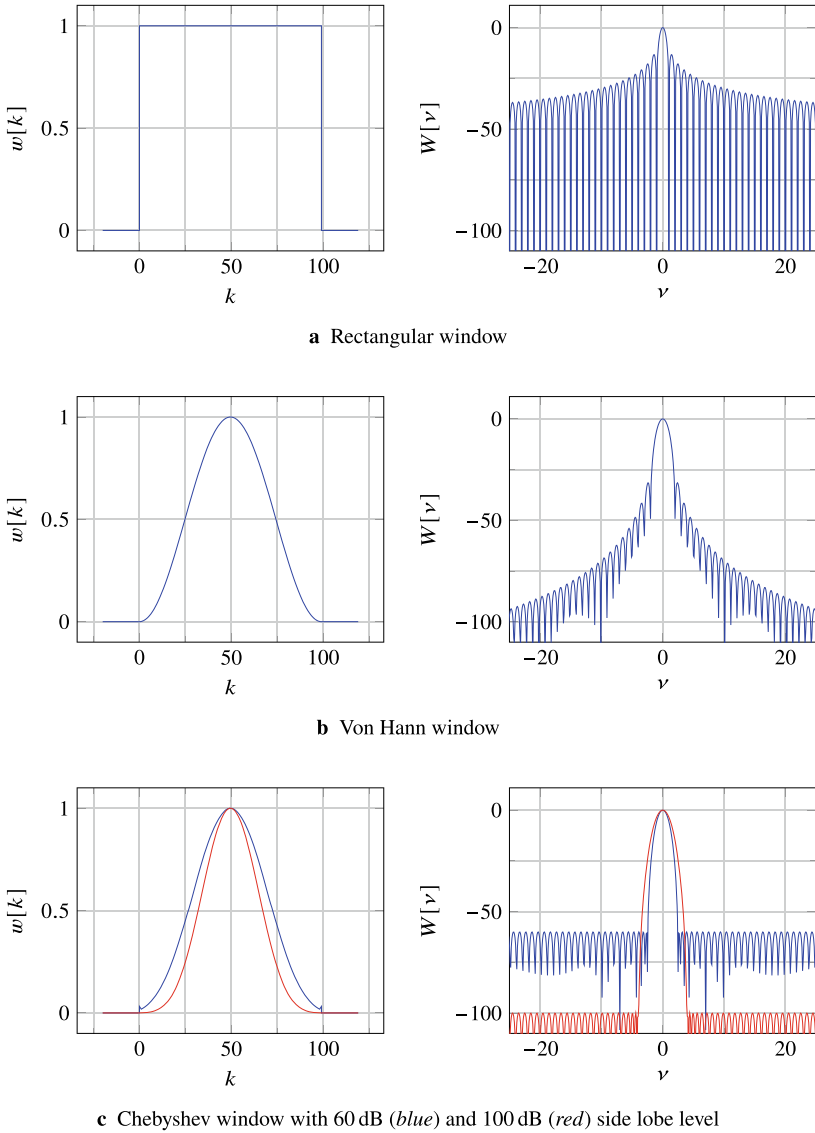 1
0.5
0
w[k]
0
50
100
k
0
−50
−100
W[ν]
−20
0
20
ν
a Rectangular window
1
0.5
0
w[k]
0
50
100
k
0
−50
−100
W[ν]
−20
0
20
ν
b Von Hann window
1
0.5
0
w[k]
0
50
100
k
0
−50
−100
W[ν]
−20
0
20
ν
c Chebyshev window with 60 dB (blue) and 100 dB (red) side lobe level